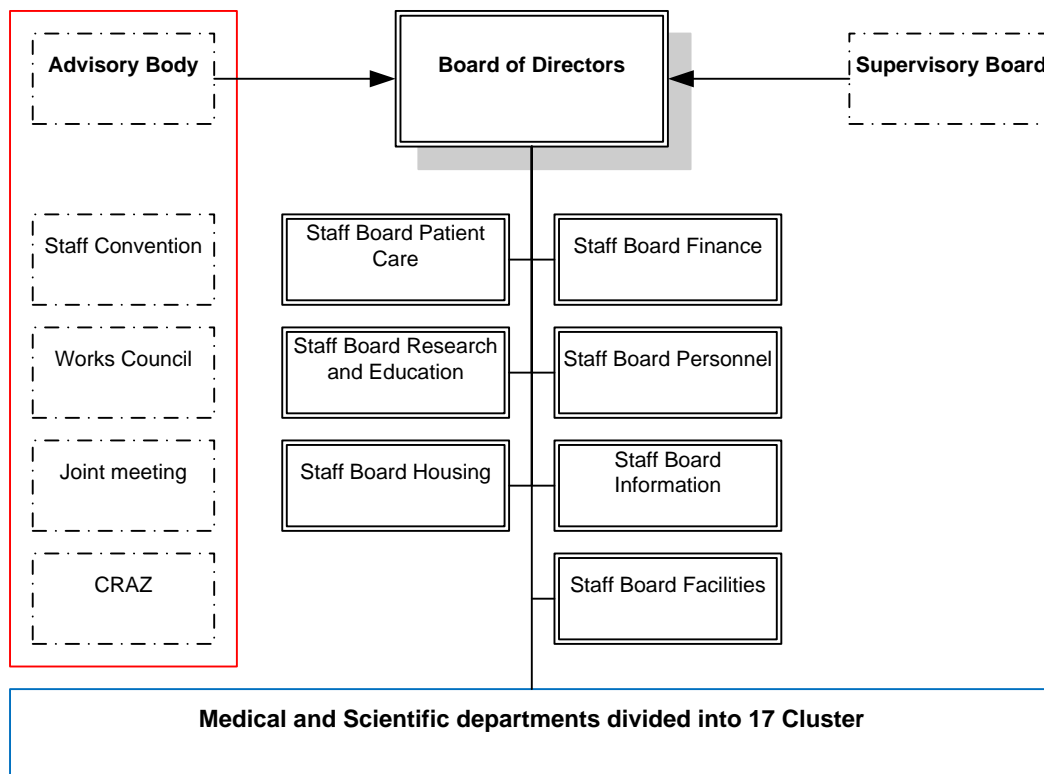 Advisory Body
Board of Directors
Supervisory Board
Staff Convention
Staff Board Patient
Care
Staff Board Finance
Works Council
Staff Board Research
and Education
Staff Board Personnel
Joint meeting
Staff Board Housing
Staff Board
Information
CRAZ
Staff Board Facilities
Medical and Scientific departments divided into 17 Cluster